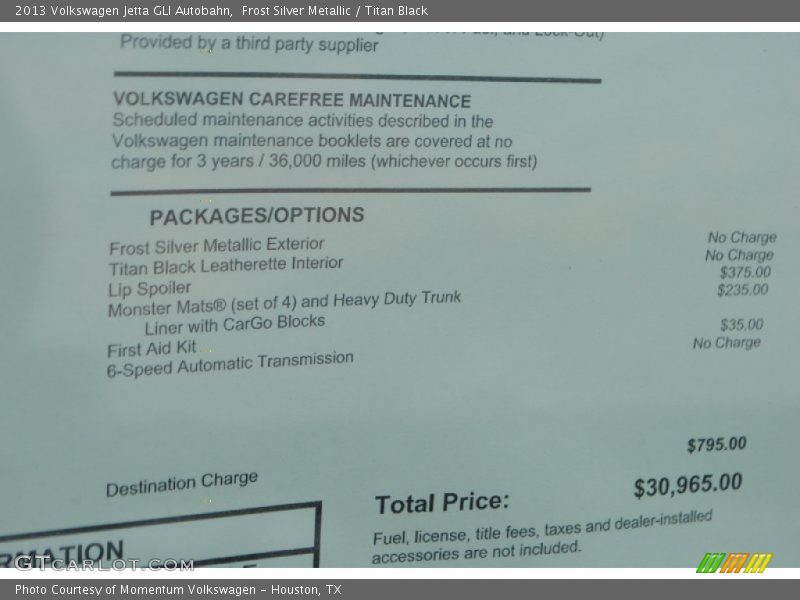 2013 Volkswagen Jetta GLI Autobahn,  Frost Silver Metallic / Titan Black
and Lock-Out)
Provided by a third party supplier
VOLKSWAGEN CAREFREE MAINTENANCE
Scheduled maintenance activities described in the
Volkswagen maintenance booklets are covered at no
charge for 3 years / 36,000 miles (whichever occurs first)
PACKAGES/OPTIONS
Frost Silver Metallic Exterior No Charge
Titan Black Leatherette Interior No Charge
Lip Spoiler $375.00
Monster Mats® (set of 4) and Heavy Duty Trunk $235.00
Liner with CarGo Blocks
First Aid Kit $35.00
6-Speed Automatic Transmission No Charge
Destination Charge $795.00
Total Price: $30,965.00
Fuel, license, title fees, taxes and dealer-installed
accessories are not included.
RMATION
GTcarlot.com
Photo Courtesy of Momentum Volkswagen - Houston, TX